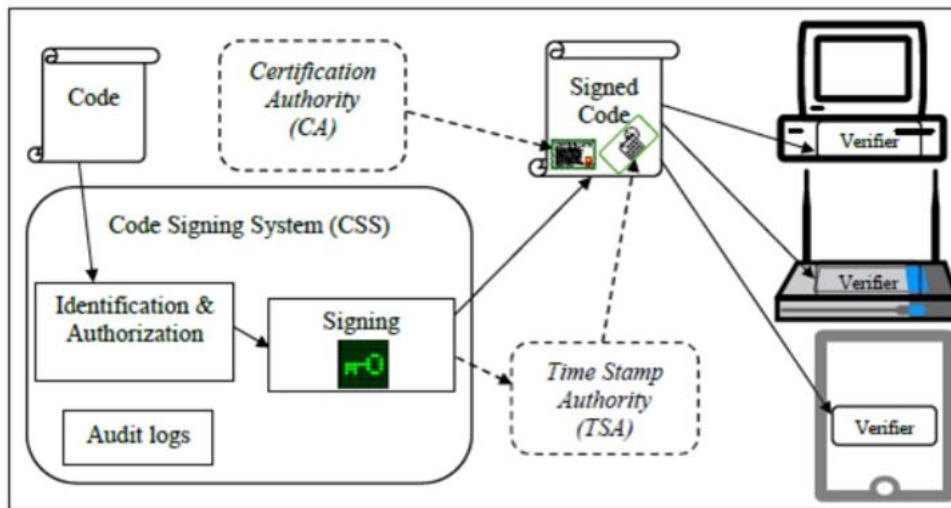 Code
Certification
Authority
(CA)
Signed
Code
Verifier
Code Signing System (CSS)
Identification &
Authorization
Signing
Audit logs
Time Stamp
Authority
(TSA)
Verifier
Verifier